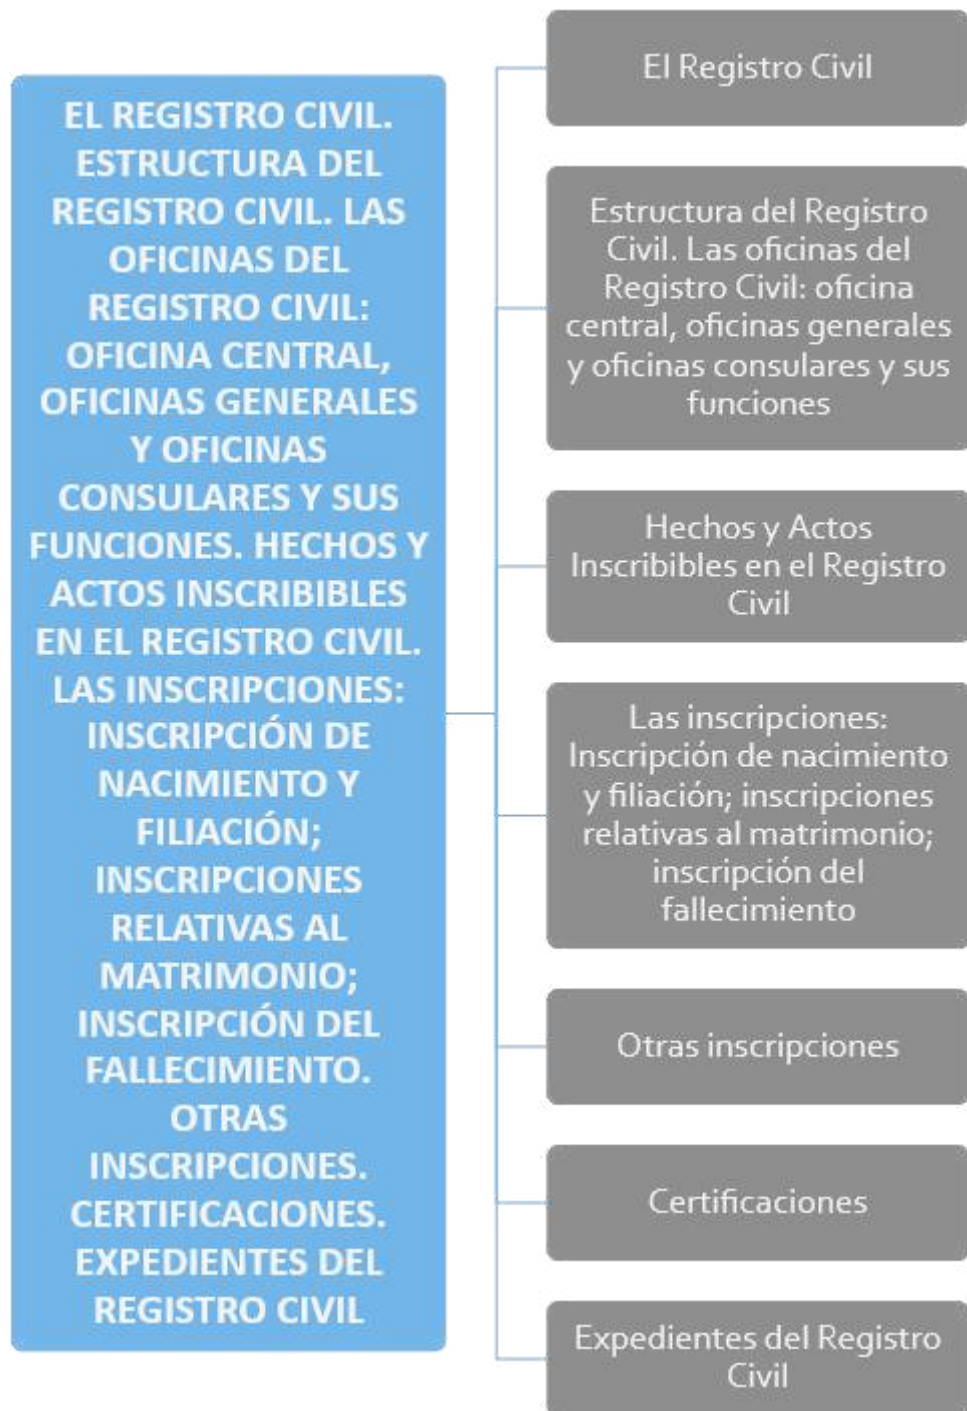 EL REGISTRO CIVIL.
ESTRUCTURA DEL
REGISTRO CIVIL. LAS
OFICINAS DEL
REGISTRO CIVIL:
OFICINA CENTRAL,
OFICINAS GENERALES
Y OFICINAS
CONSULARES Y SUS
FUNCIONES. HECHOS Y
ACTOS INSCRIBIBLES
EN EL REGISTRO CIVIL.
LAS INSCRIPCIONES:
INSCRIPCIÓN DE
NACIMIENTO Y
FILIACIÓN;
INSCRIPCIONES
RELATIVAS AL
MATRIMONIO;
INSCRIPCIÓN DEL
FALLECIMIENTO.
OTRAS
INSCRIPCIONES.
CERTIFICACIONES.
EXPEDIENTES DEL
REGISTRO CIVIL
El Registro Civil
Estructura del Registro
Civil. Las oficinas del
Registro Civil: oficina
central, oficinas generales
y oficinas consulares y sus
funciones
Hechos y Actos
Inscribibles en el Registro
Civil
Las inscripciones:
Inscripción de nacimiento
y filiación; inscripciones
relativas al matrimonio;
inscripción del
fallecimiento
Otras inscripciones
Certificaciones
Expedientes del Registro
Civil